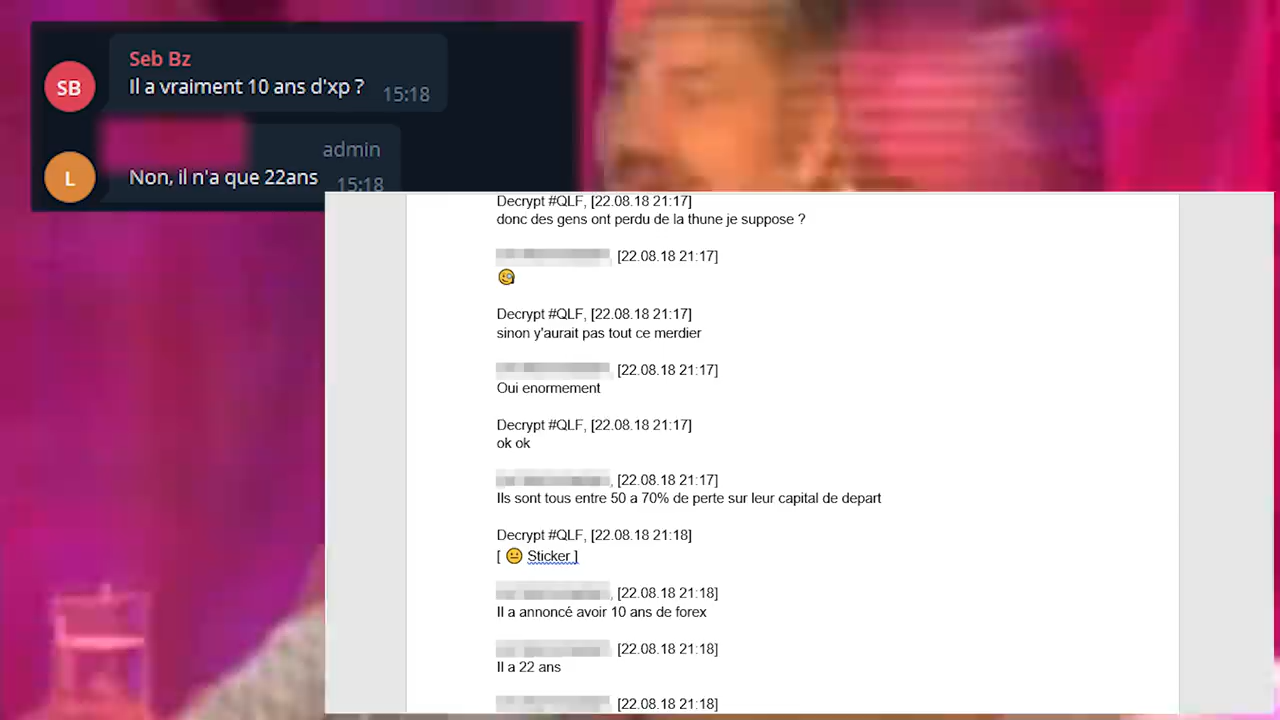 Seb Bz
SB
Il a vraiment 10 ans d'xp ?
15:18
admin
L
Non, il n'a que 22ans
15:18
Decrypt #QLF, [22.08.18 21:17]
donc des gens ont perdu de la thune je suppose ?
, [22.08.18 21:17]
Decrypt #QLF, [22.08.18 21:17]
sinon y'aurait pas tout ce merdier
, [22.08.18 21:17]
Oui enormement
Decrypt #QLF, [22.08.18 21:17]
ok ok
, [22.08.18 21:17]
Ils sont tous entre 50 a 70% de perte sur leur capital de depart
Decrypt #QLF, [22.08.18 21:18]
[ 😐 Sticker ]
, [22.08.18 21:18]
Il a annoncé avoir 10 ans de forex
, [22.08.18 21:18]
Il a 22 ans
, [22.08.18 21:18]